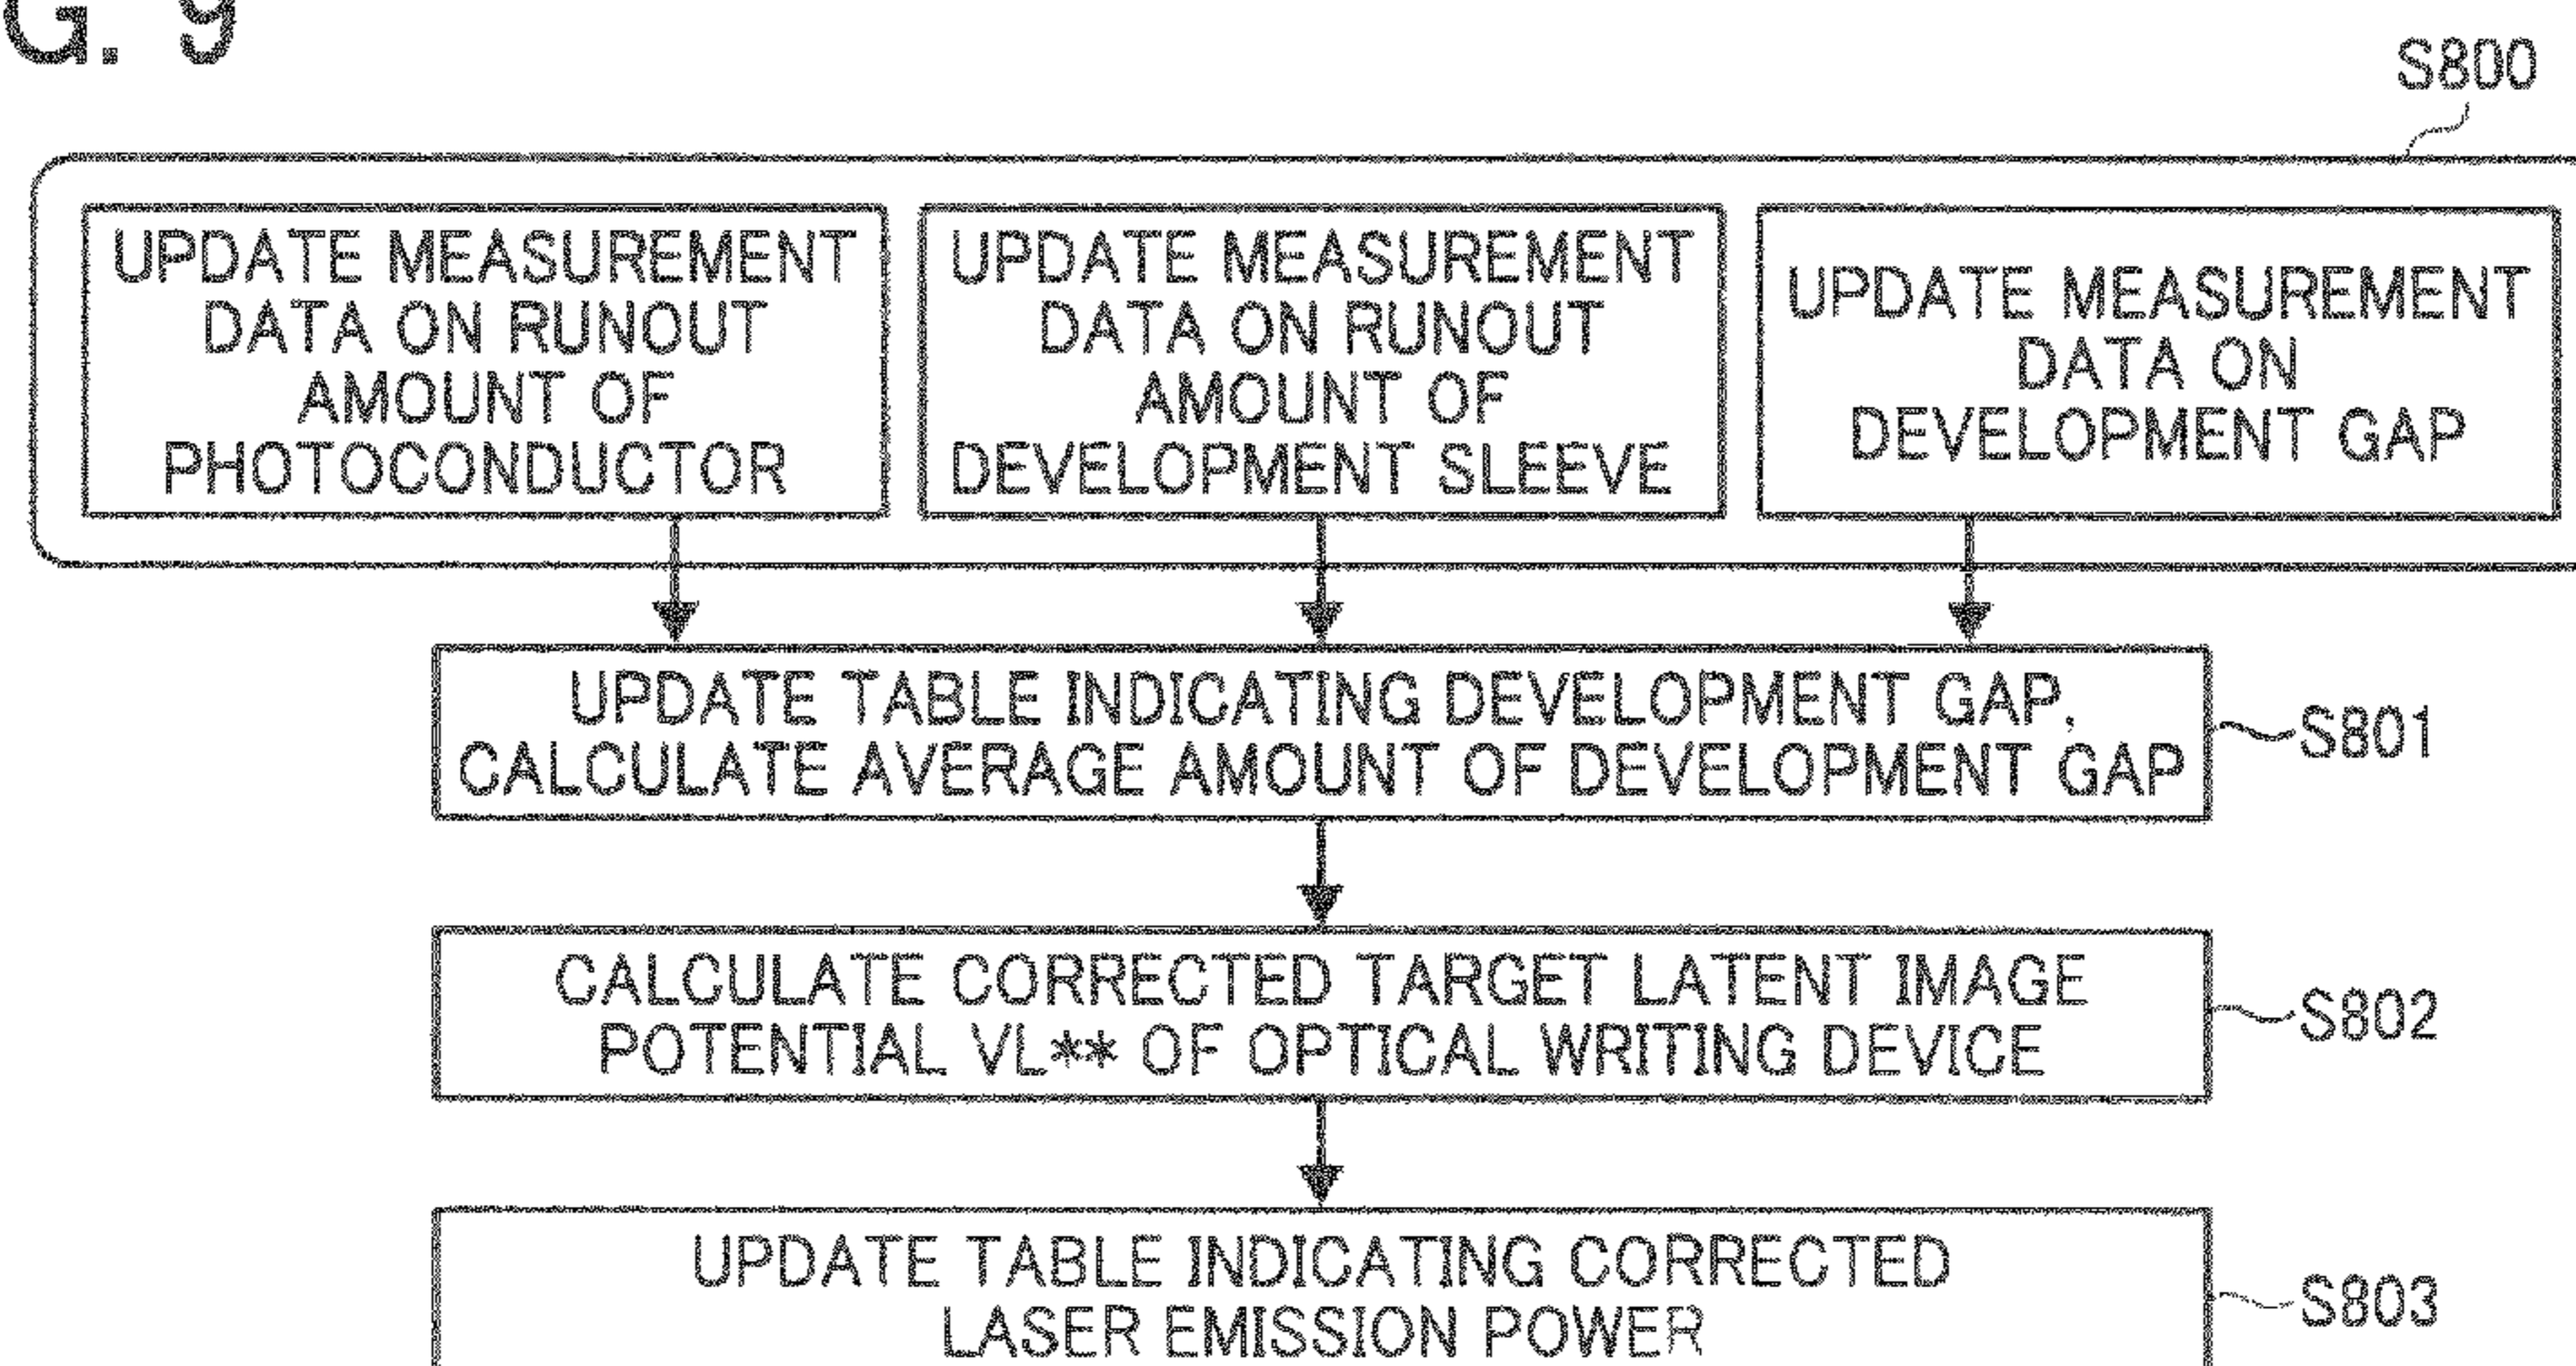 G. 9
S800
UPDATE MEASUREMENT
DATA ON RUNOUT
AMOUNT OF
PHOTOCONDUCTOR
UPDATE MEASUREMENT
DATA ON RUNOUT
AMOUNT OF
DEVELOPMENT SLEEVE
UPDATE MEASUREMENT
DATA ON
DEVELOPMENT GAP
UPDATE TABLE INDICATING DEVELOPMENT GAP,
CALCULATE AVERAGE AMOUNT OF DEVELOPMENT GAP
S801
CALCULATE CORRECTED TARGET LATENT IMAGE
POTENTIAL VL** OF OPTICAL WRITING DEVICE
S802
UPDATE TABLE INDICATING CORRECTED
LASER EMISSION POWER
S803